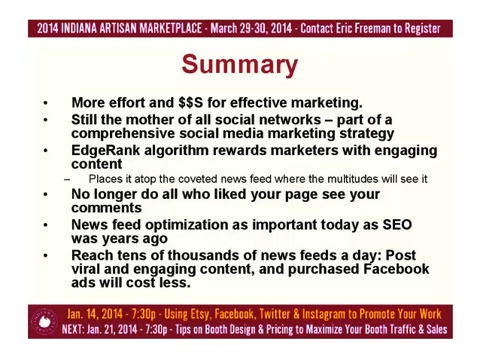 2014 INDIANA ARTISAN MARKETPLACE - March 29-30, 2014 - Contact Eric Freeman to Register
Summary
• More effort and $$S for effective marketing.
• Still the mother of all social networks – part of a
comprehensive social media marketing strategy
• EdgeRank algorithm rewards marketers with engaging
content
– Places it atop the coveted news feed where the multitudes will see it
• No longer do all who liked your page see your
comments
• News feed optimization as important today as SEO
was years ago
• Reach tens of thousands of news feeds a day: Post
viral and engaging content, and purchased Facebook
ads will cost less.
Jan. 14, 2014 - 7:30p - Using Etsy, Facebook, Twitter & Instagram to Promote Your Work
NEXT: Jan. 21, 2014 - 7:30p - Tips on Booth Design & Pricing to Maximize Your Booth Traffic & Sales